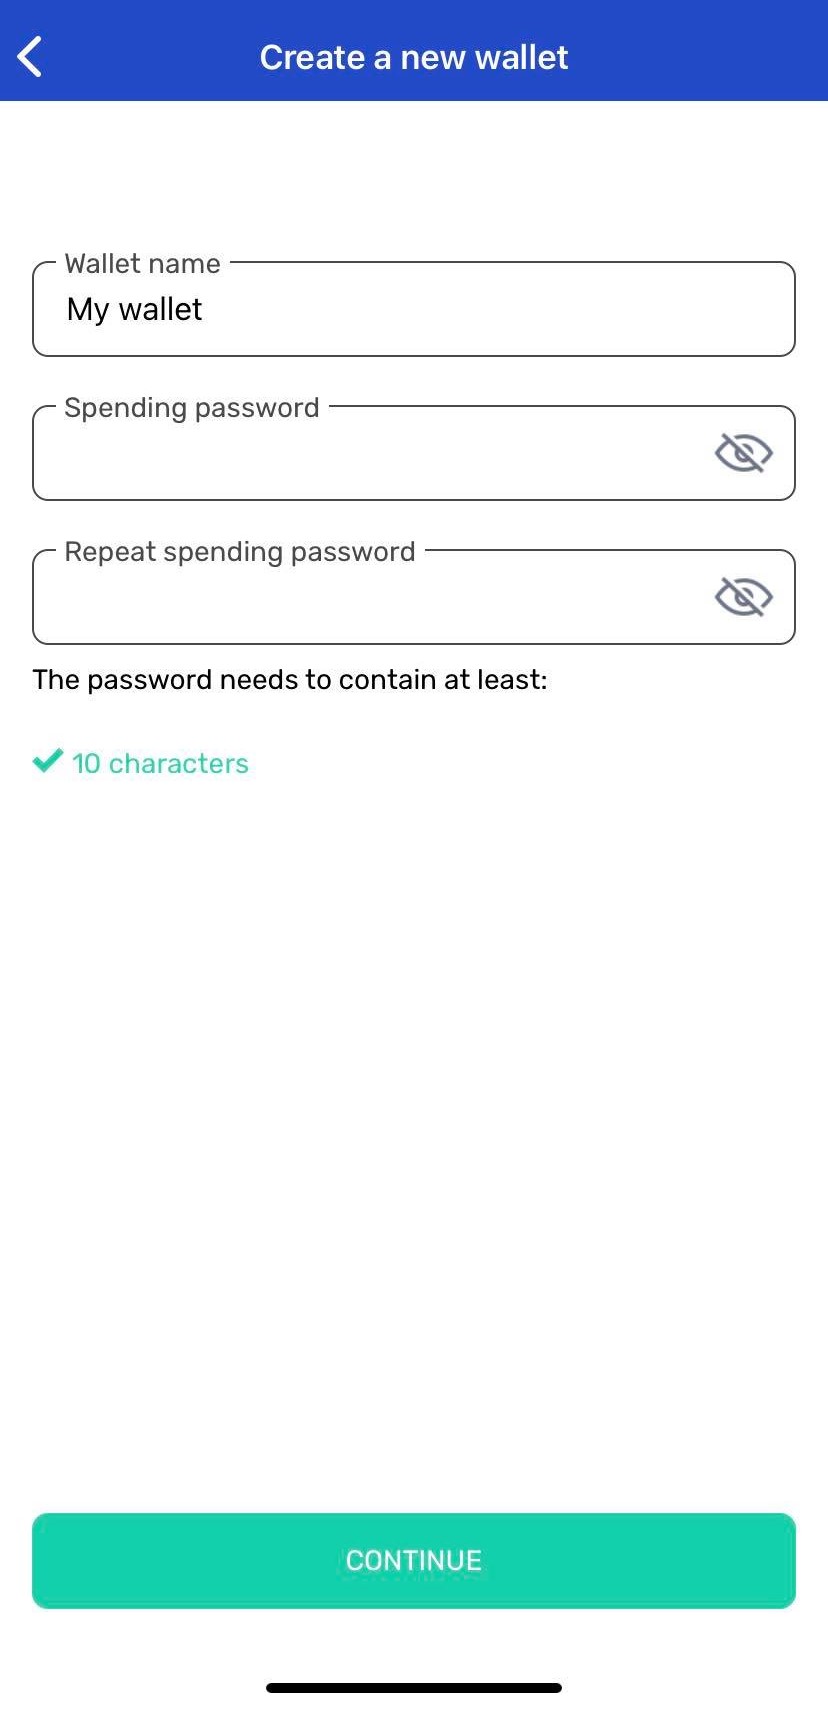 Create a new wallet
Wallet name
My wallet
Spending password
Repeat spending password
The password needs to contain at least:
10 characters
CONTINUE